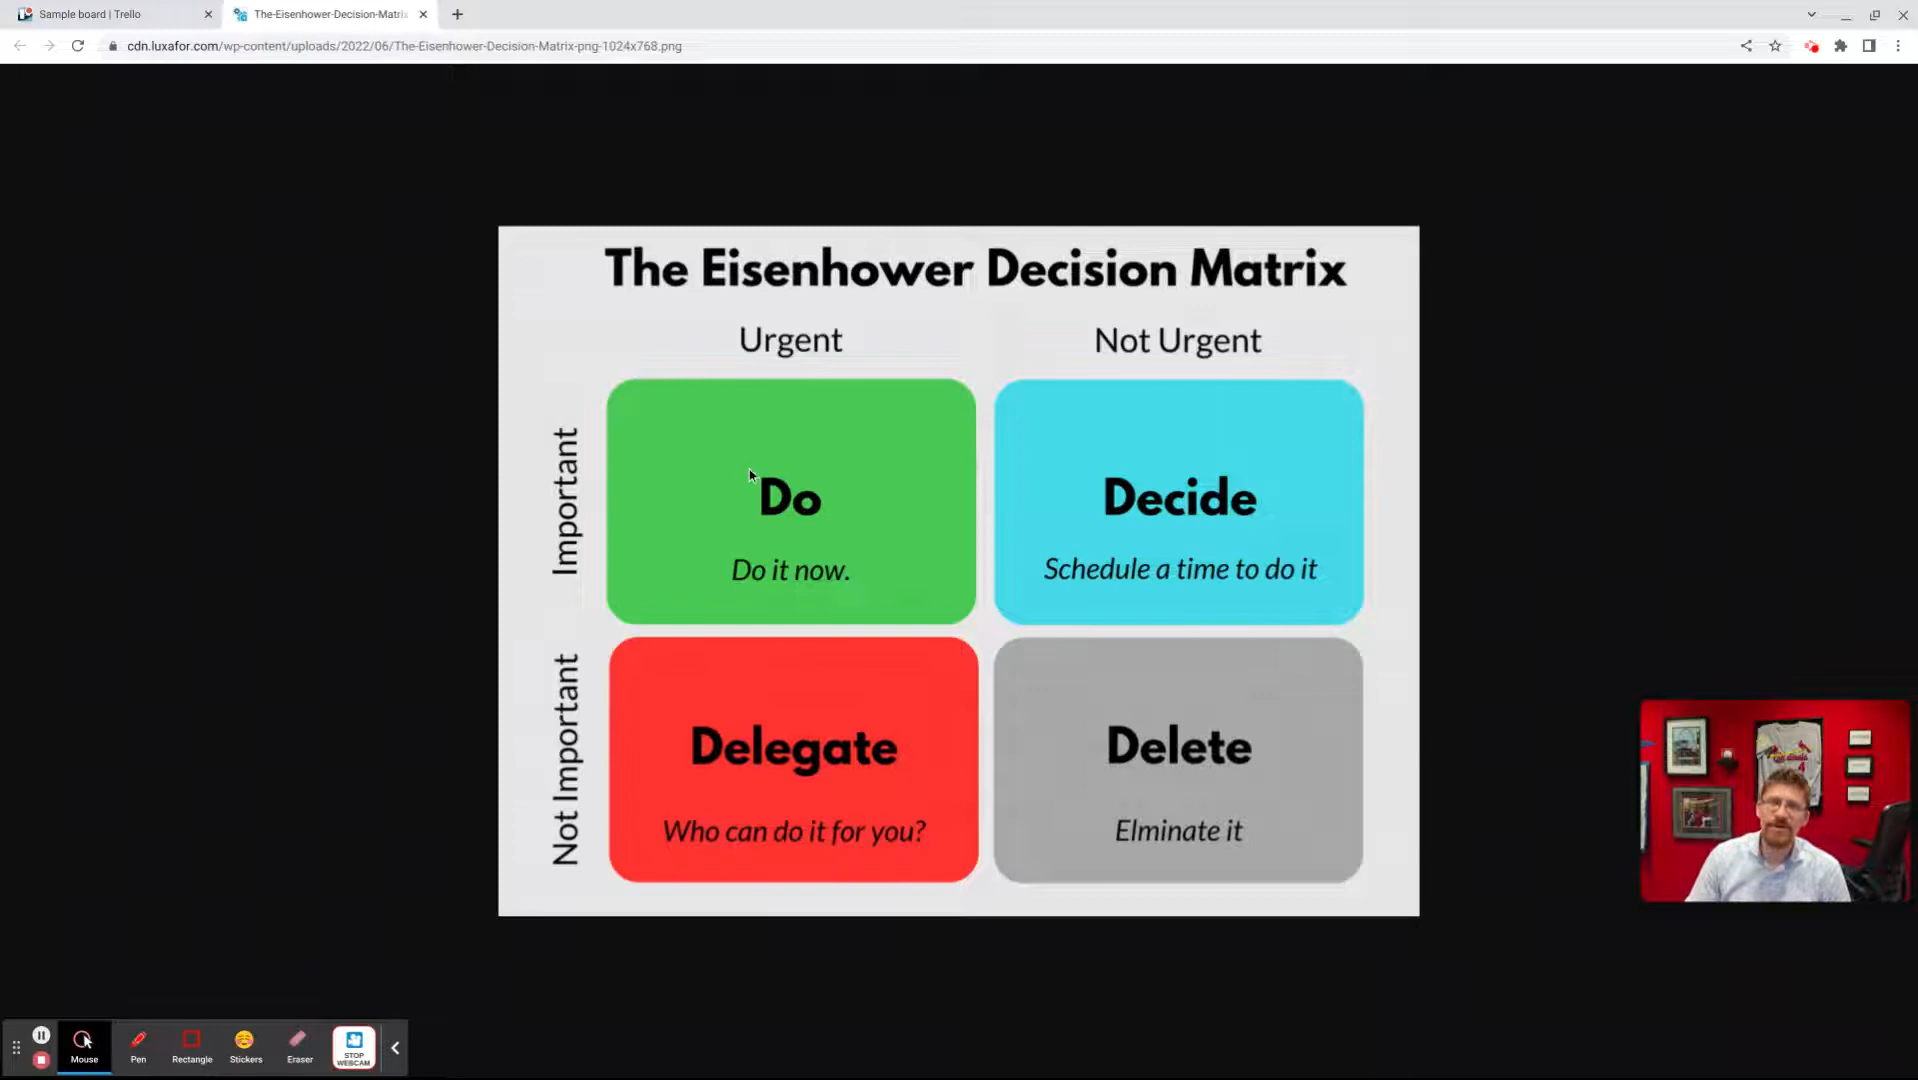 Sample board | Trello
The-Eisenhower-Decision-Matrix
cdn.luxafor.com/wp-content/uploads/2022/06/The-Eisenhower-Decision-Matrix-png-1024x768.png
The Eisenhower Decision Matrix
Urgent
Not Urgent
Important
Do
Do it now.
Decide
Schedule a time to do it
Not Important
Delegate
Who can do it for you?
Delete
Elminate it
Mouse
Pen
Rectangle
Stickers
Eraser
STOP
WEBCAM